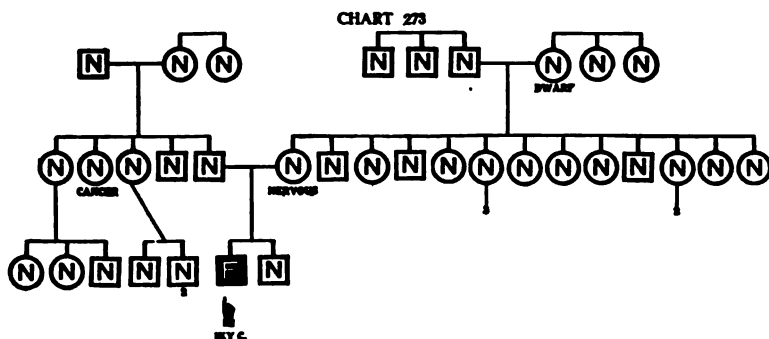 CHART 273
N N N N N N N N N
DWARF
N N N N N N N N N N N N N N N N N N
CANCER NERVOUS
N N N N N F N
C.